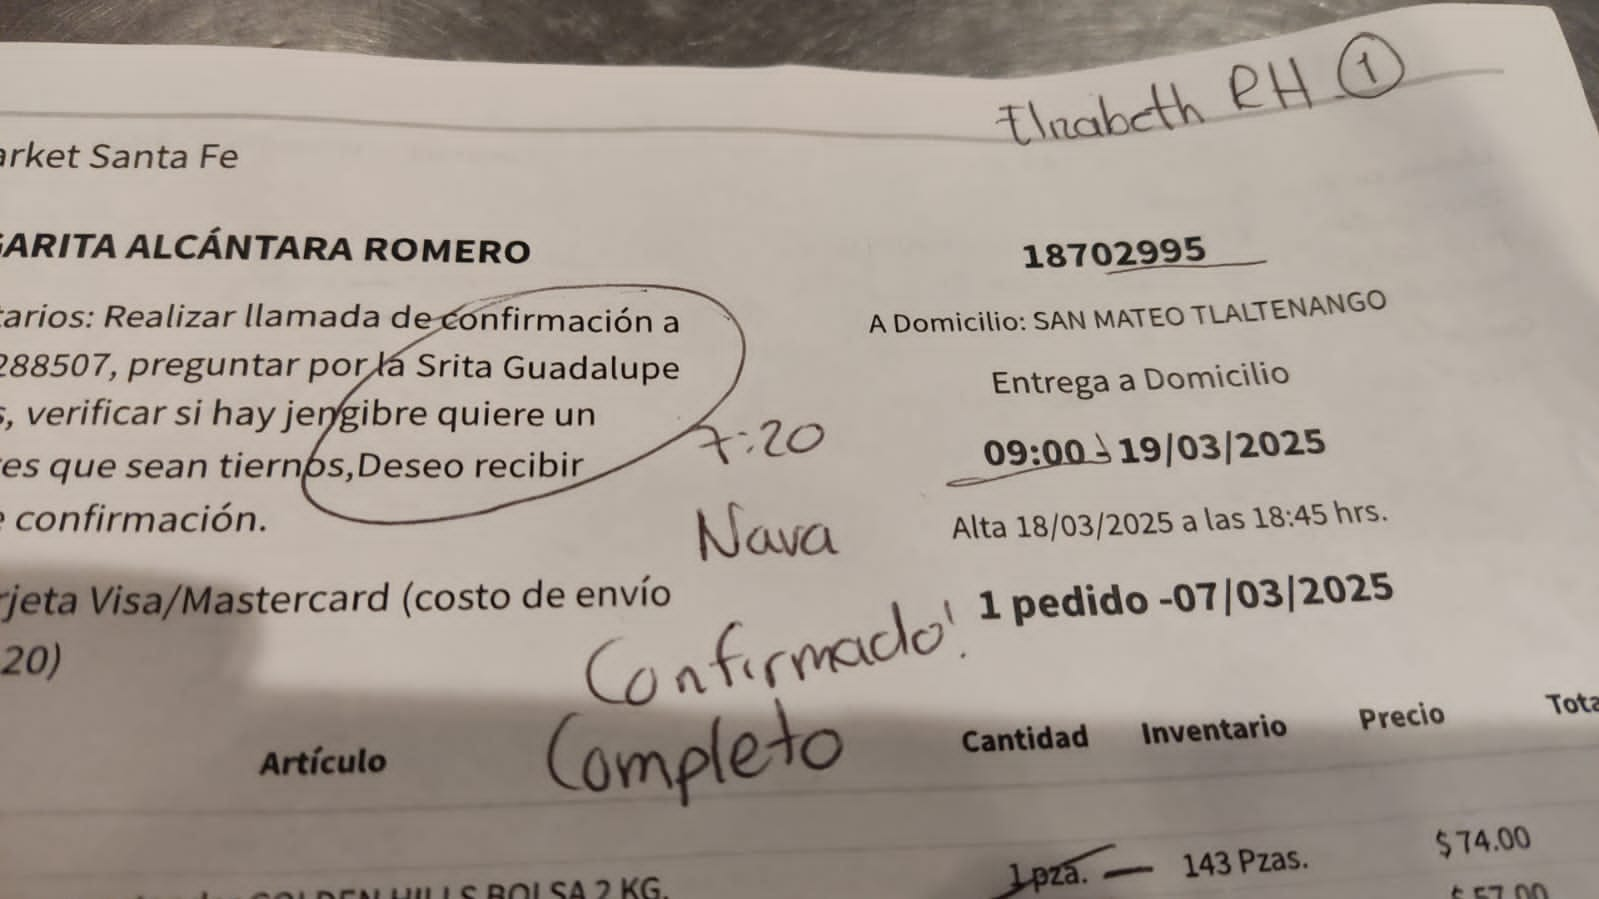 Elizabeth RH 1
arket Santa Fe
GARITA ALCÁNTARA ROMERO
18702995
tarios: Realizar llamada de confirmación a
288507, preguntar por la Srita Guadalupe
s, verificar si hay jengibre quiere un
res que sean tiernos,Deseo recibir
e confirmación.
A Domicilio: SAN MATEO TLALTENANGO
Entrega a Domicilio
09:00 - 19/03/2025
Alta 18/03/2025 a las 18:45 hrs.
1 pedido -07/03/2025
7:20
Nava
rjeta Visa/Mastercard (costo de envío
20)
Confirmado!
Completo
Artículo Cantidad Inventario Precio Tota
GOLDEN HILLS BOLSA 2 KG. 1 pza. — 143 Pzas. $ 74.00
$ 57.00